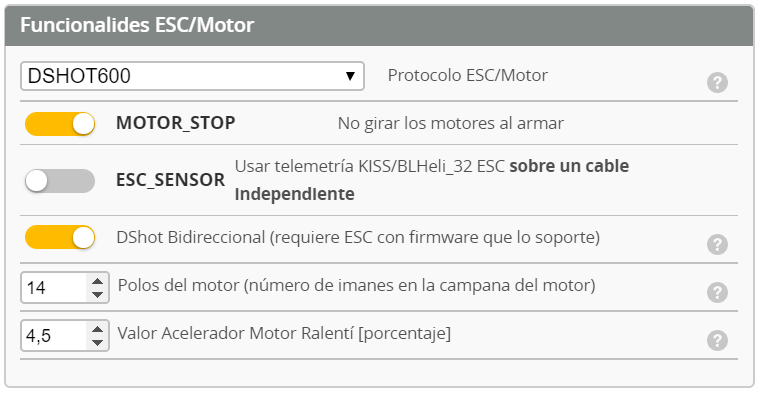 Funcionalides ESC/Motor
DSHOT600 ▼ Protocolo ESC/Motor ?
MOTOR_STOP No girar los motores al armar
ESC_SENSOR Usar telemetría KISS/BLHeli_32 ESC sobre un cable
independiente
DShot Bidireccional (requiere ESC con firmware que lo soporte) ?
14 Polos del motor (número de imanes en la campana del motor) ?
4,5 Valor Acelerador Motor Ralentí [porcentaje] ?